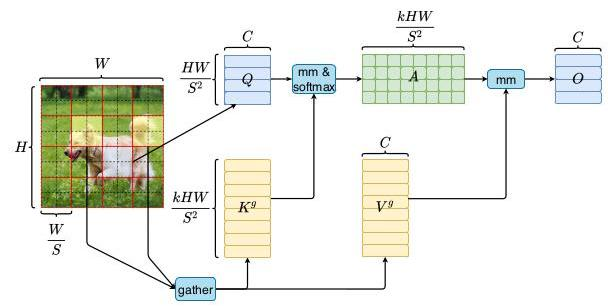 W
H
W/S
C
HW/S²
Q
mm &
softmax
kHW/S²
A
mm
C
O
kHW/S²
K^g
C
V^g
gather